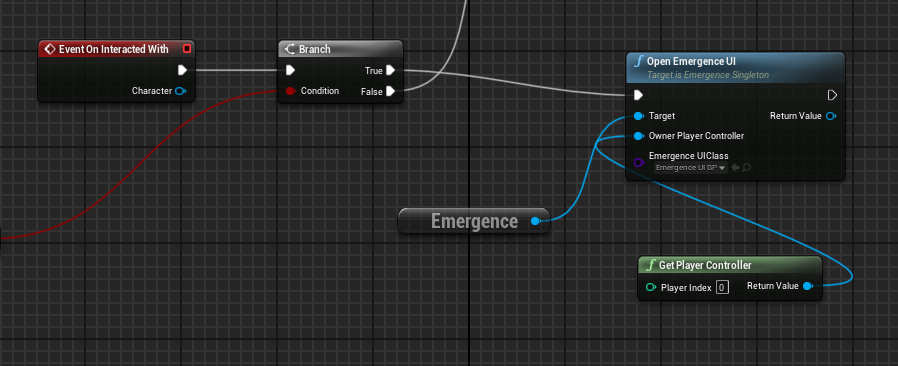 Event On Interacted With
Character
Branch
True
Condition
False
Open Emergence UI
Target is Emergence Singleton
Target
Return Value
Owner Player Controller
Emergence UIClass
Emergence UI BP
Emergence
Get Player Controller
Player Index 0
Return Value